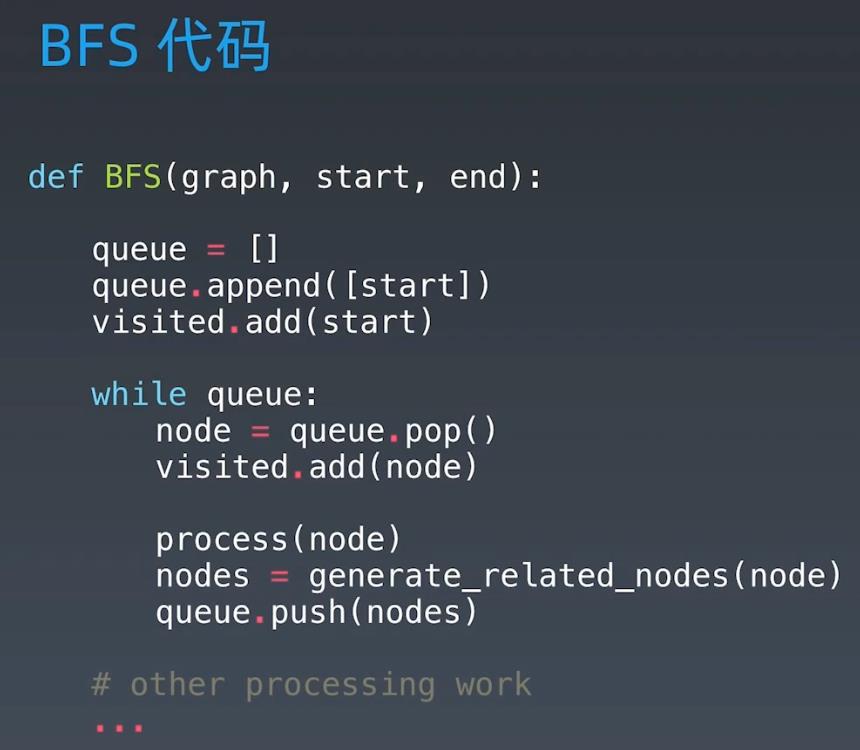 BFS 代码
def BFS(graph, start, end):
queue = []
queue.append([start])
visited.add(start)
while queue:
node = queue.pop()
visited.add(node)
process(node)
nodes = generate_related_nodes(node)
queue.push(nodes)
# other processing work
...